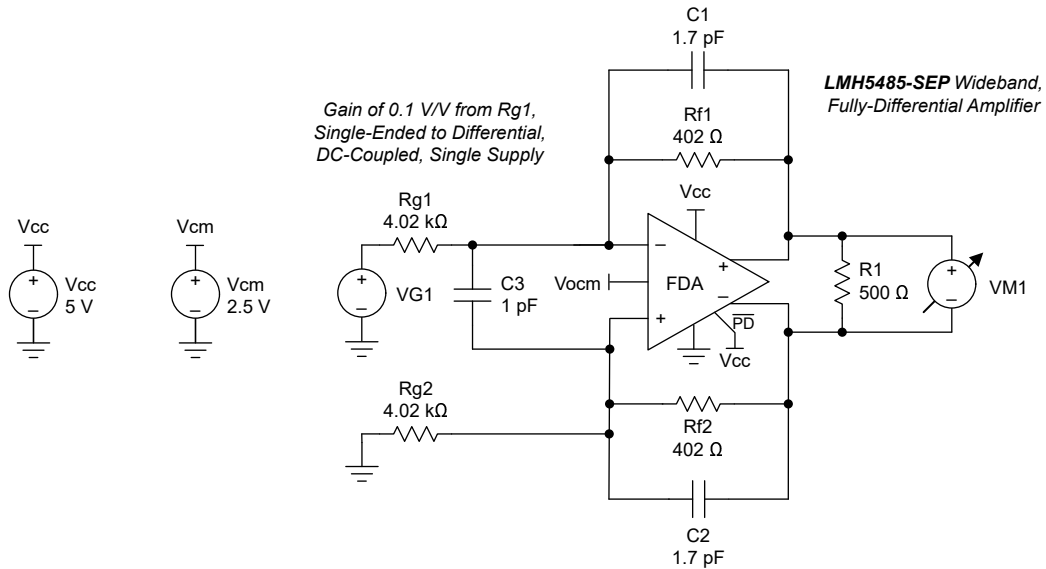 C1
1.7 pF
LMH5485-SEP Wideband,
Fully-Differential Amplifier
Gain of 0.1 V/V from Rg1,
Single-Ended to Differential,
DC-Coupled, Single Supply
Rf1
402 Ω
Vcc
Rg1
4.02 kΩ
Vcc
Vcm
+
−
Vcc
5 V
+
−
Vcm
2.5 V
+
−
VG1
C3
1 pF
Vocm
−
+
FDA
+
−
PD
Vcc
R1
500 Ω
+
−
VM1
Rg2
4.02 kΩ
Rf2
402 Ω
C2
1.7 pF